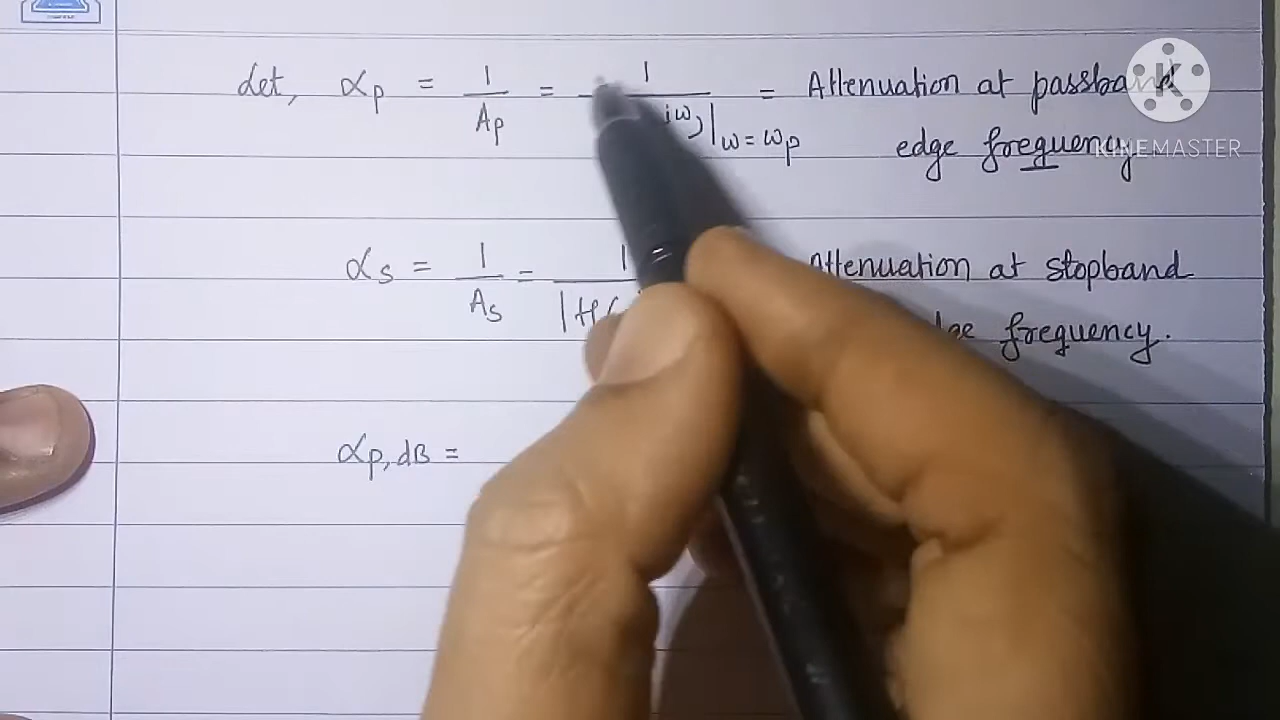 Let, αp = 1/Ap = 1/ jω)|ω=ωp = Attenuation at passband
edge frequency
KINEMASTER
αs = 1/As = 1/|H( Attenuation at stopband
edge frequency.
αp,dB =